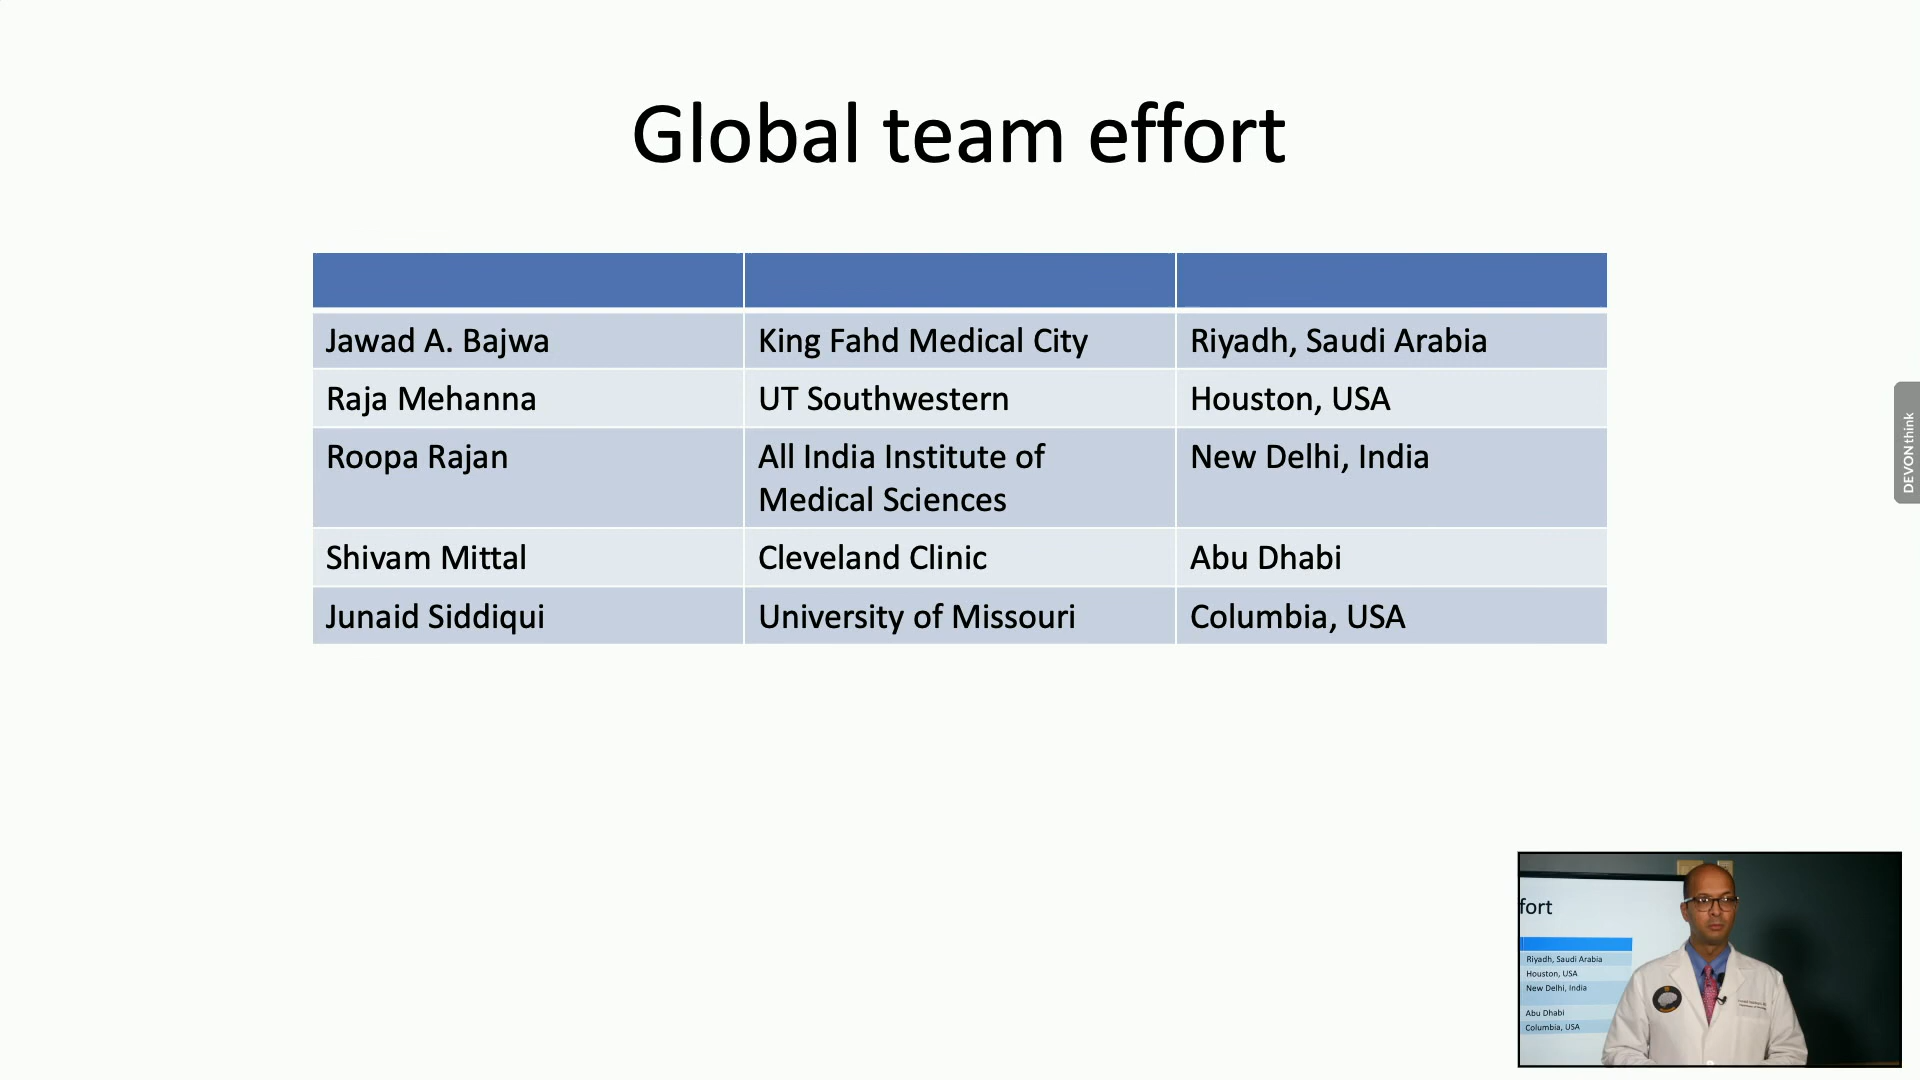 Global team effort
Jawad A. Bajwa King Fahd Medical City Riyadh, Saudi Arabia
Raja Mehanna UT Southwestern Houston, USA
Roopa Rajan All India Institute of New Delhi, India
Medical Sciences
Shivam Mittal Cleveland Clinic Abu Dhabi
Junaid Siddiqui University of Missouri Columbia, USA
DEVONthink
fort
Riyadh, Saudi Arabia
Houston, USA
New Delhi, India
Abu Dhabi
Columbia, USA